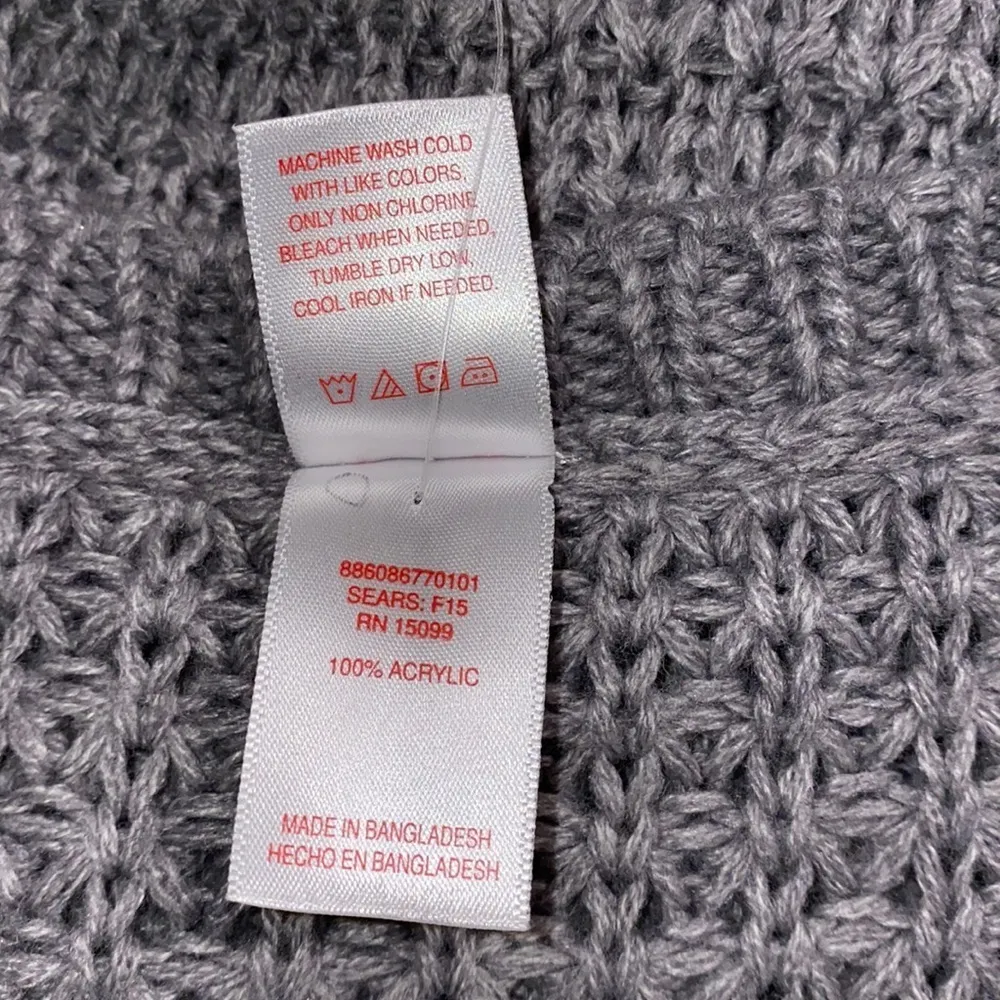 MACHINE WASH COLD
WITH LIKE COLORS,
ONLY NON CHLORINE
BLEACH WHEN NEEDED,
TUMBLE DRY LOW,
COOL IRON IF NEEDED.
886086770101
SEARS: F15
RN 15099
100% ACRYLIC
MADE IN BANGLADESH
HECHO EN BANGLADESH